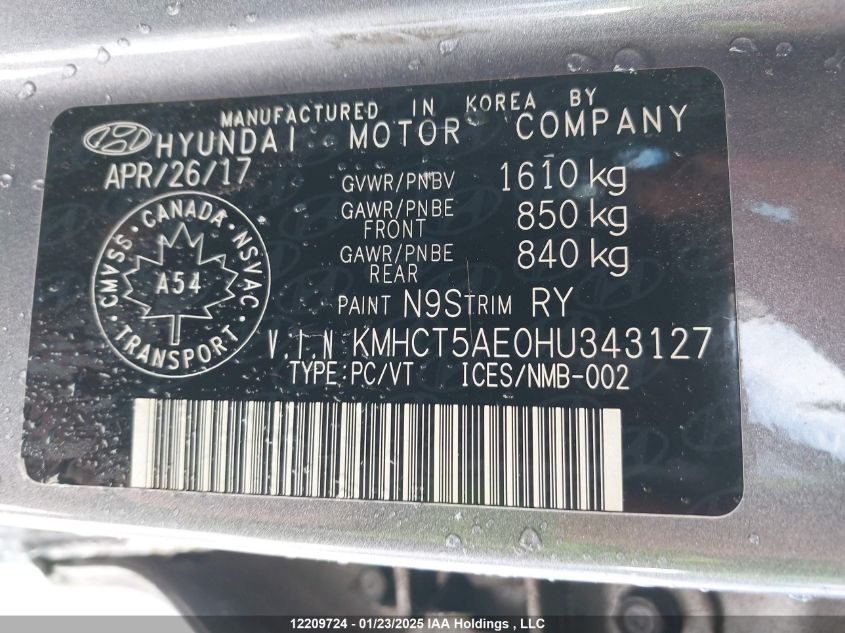 MANUFACTURED IN KOREA BY
HYUNDAI MOTOR COMPANY
APR/26/17
GVWR/PNBV 1610 kg
GAWR/PNBE FRONT 850 kg
GAWR/PNBE REAR 840 kg
CANADA
CMVSS A54 NSVAC
TRANSPORT
PAINT N9S TRIM RY
V.I.N KMHCT5AE0HU343127
TYPE:PC/VT ICES/NMB-002
12209724 - 01/23/2025 IAA Holdings , LLC